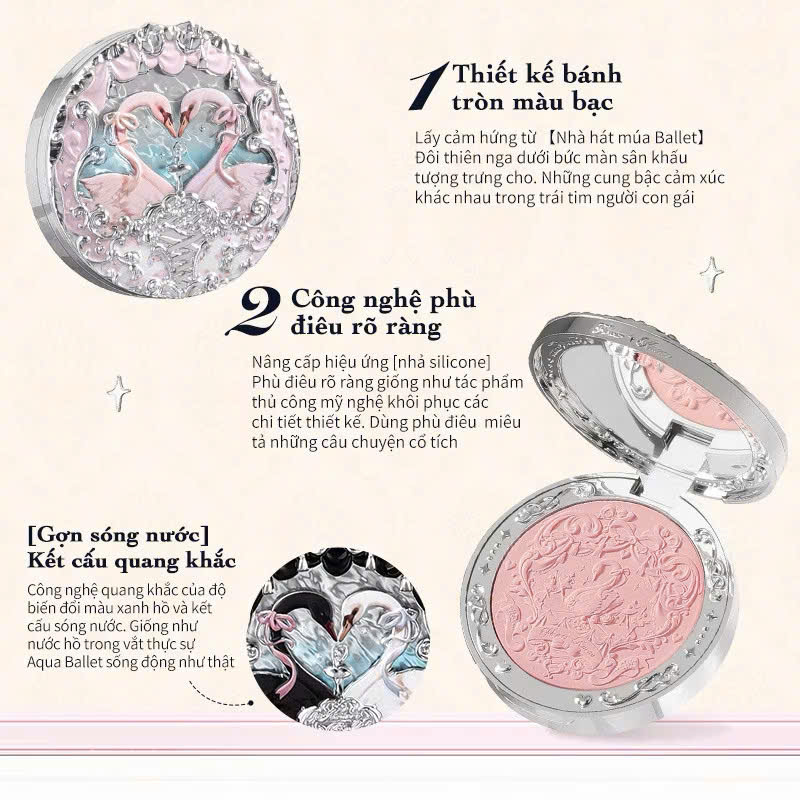 1 Thiết kế bánh
tròn màu bạc
Lấy cảm hứng từ 【Nhà hát múa Ballet】
Đôi thiên nga dưới bức màn sân khấu
tượng trưng cho. Những cung bậc cảm xúc
khác nhau trong trái tim người con gái
2 Công nghệ phù
điêu rõ ràng
Nâng cấp hiệu ứng [nhả silicone]
Phù điêu rõ ràng giống như tác phẩm
thủ công mỹ nghệ khôi phục các
chi tiết thiết kế. Dùng phù điêu miêu
tả những câu chuyện cổ tích
[Gợn sóng nước]
Kết cấu quang khắc
Công nghệ quang khắc của độ
biến đổi màu xanh hồ và kết
cấu sóng nước. Giống như
nước hồ trong vắt thực sự
Aqua Ballet sống động như thật